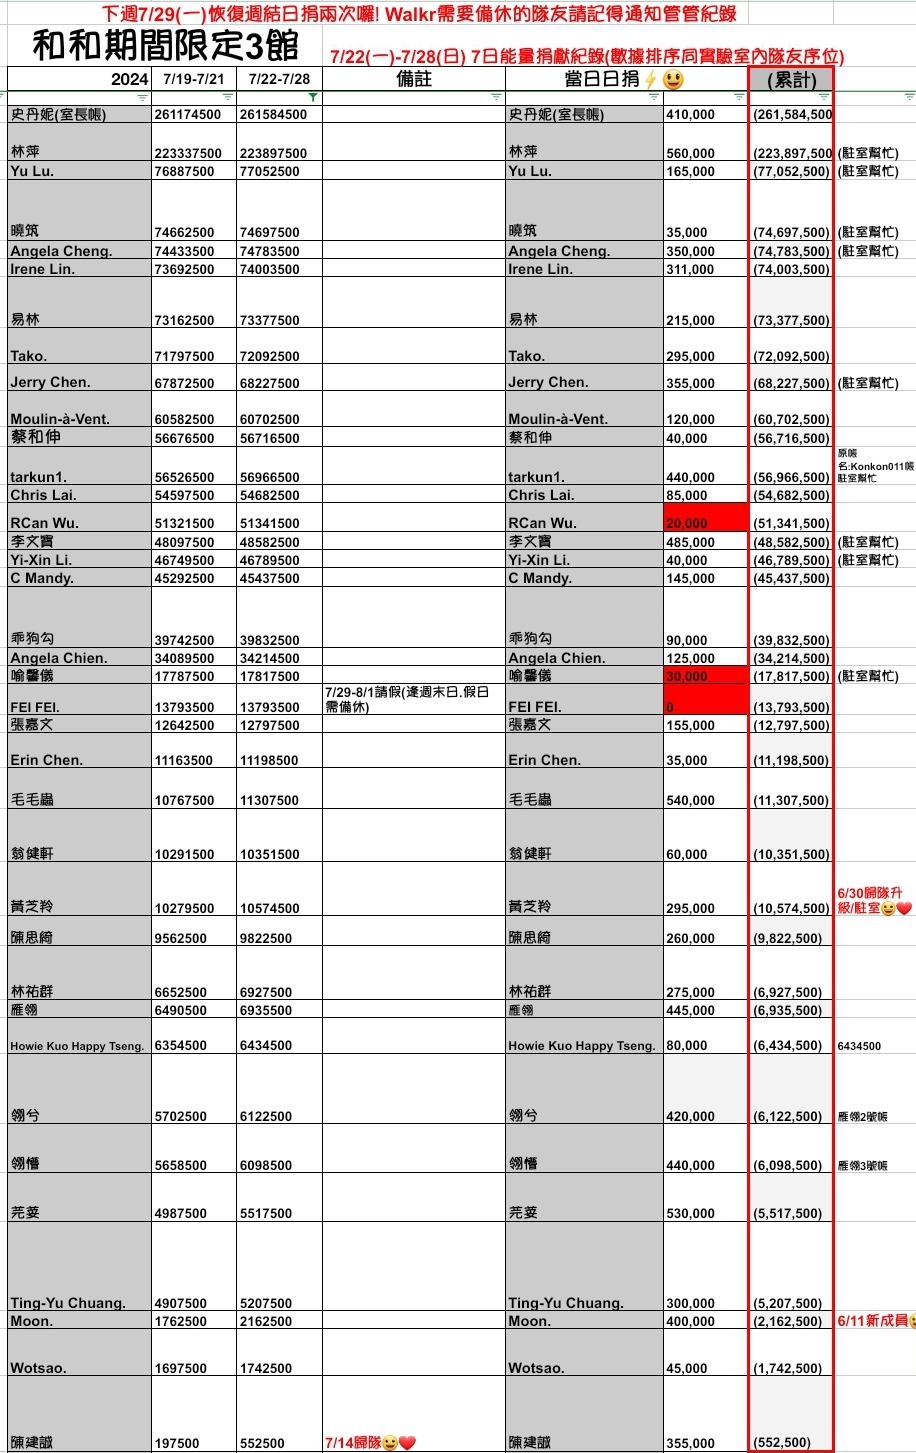 下週7/29(一)恢復週結日捐兩次囉! Walkr需要備休的隊友請記得通知管管紀錄
和和期間限定3館
7/22(一)-7/28(日) 7日能量捐獻紀錄(數據排序同實驗室內隊友序位)
2024 7/19-7/21 7/22-7/28 備註 當日日捐⚡😃 (累計)
史丹妮(室長帳) 261174500 261584500 史丹妮(室長帳) 410,000 (261,584,500
林萍 223337500 223897500 林萍 560,000 (223,897,500 (駐室幫忙)
Yu Lu. 76887500 77052500 Yu Lu. 165,000 (77,052,500) (駐室幫忙)
曉筑 74662500 74697500 曉筑 35,000 (74,697,500) (駐室幫忙)
Angela Cheng. 74433500 74783500 Angela Cheng. 350,000 (74,783,500) (駐室幫忙)
Irene Lin. 73692500 74003500 Irene Lin. 311,000 (74,003,500)
易林 73162500 73377500 易林 215,000 (73,377,500)
Tako. 71797500 72092500 Tako. 295,000 (72,092,500)
Jerry Chen. 67872500 68227500 Jerry Chen. 355,000 (68,227,500) (駐室幫忙)
Moulin-à-Vent. 60582500 60702500 Moulin-à-Vent. 120,000 (60,702,500)
蔡和伸 56676500 56716500 蔡和伸 40,000 (56,716,500)
原帳
名:Konkon011帳
tarkun1. 56526500 56966500 tarkun1. 440,000 (56,966,500) 駐室幫忙
Chris Lai. 54597500 54682500 Chris Lai. 85,000 (54,682,500)
RCan Wu. 51321500 51341500 RCan Wu. 20,000 (51,341,500)
李文寶 48097500 48582500 李文寶 485,000 (48,582,500) (駐室幫忙)
Yi-Xin Li. 46749500 46789500 Yi-Xin Li. 40,000 (46,789,500) (駐室幫忙)
C Mandy. 45292500 45437500 C Mandy. 145,000 (45,437,500)
乖狗勾 39742500 39832500 乖狗勾 90,000 (39,832,500)
Angela Chien. 34089500 34214500 Angela Chien. 125,000 (34,214,500)
喻馨儀 17787500 17817500 喻馨儀 30,000 (17,817,500) (駐室幫忙)
7/29-8/1請假(逢週末日.假日
FEI FEI. 13793500 13793500 需備休) FEI FEI. 0 (13,793,500)
張嘉文 12642500 12797500 張嘉文 155,000 (12,797,500)
Erin Chen. 11163500 11198500 Erin Chen. 35,000 (11,198,500)
毛毛蟲 10767500 11307500 毛毛蟲 540,000 (11,307,500)
翁健軒 10291500 10351500 翁健軒 60,000 (10,351,500)
6/30歸隊升
黃芝羚 10279500 10574500 黃芝羚 295,000 (10,574,500) 級/駐室😉❤️
陳思綺 9562500 9822500 陳思綺 260,000 (9,822,500)
林祐群 6652500 6927500 林祐群 275,000 (6,927,500)
雁翎 6490500 6935500 雁翎 445,000 (6,935,500)
Howie Kuo Happy Tseng. 6354500 6434500 Howie Kuo Happy Tseng. 80,000 (6,434,500) 6434500
翎兮 5702500 6122500 翎兮 420,000 (6,122,500) 雁翎2號帳
翎懵 5658500 6098500 翎懵 440,000 (6,098,500) 雁翎3號帳
芫荽 4987500 5517500 芫荽 530,000 (5,517,500)
Ting-Yu Chuang. 4907500 5207500 Ting-Yu Chuang. 300,000 (5,207,500)
Moon. 1762500 2162500 Moon. 400,000 (2,162,500) 6/11新成員
Wotsao. 1697500 1742500 Wotsao. 45,000 (1,742,500)
陳建誠 197500 552500 7/14歸隊😉❤️ 陳建誠 355,000 (552,500)